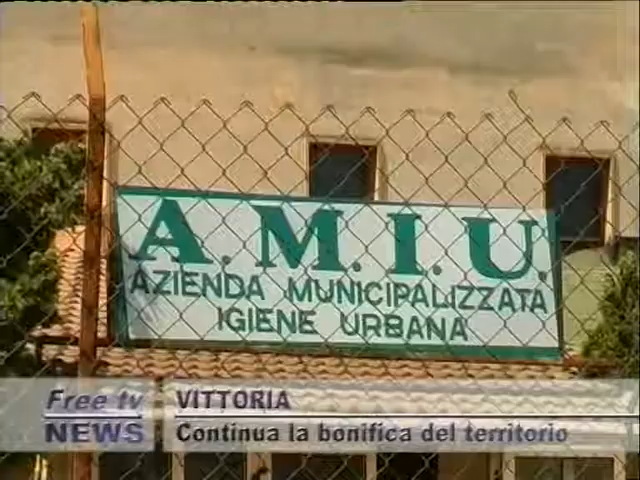 A.M.I.U.
AZIENDA MUNICIPALIZZATA
IGIENE URBANA
Free tv
NEWS
VITTORIA
Continua la bonifica del territorio